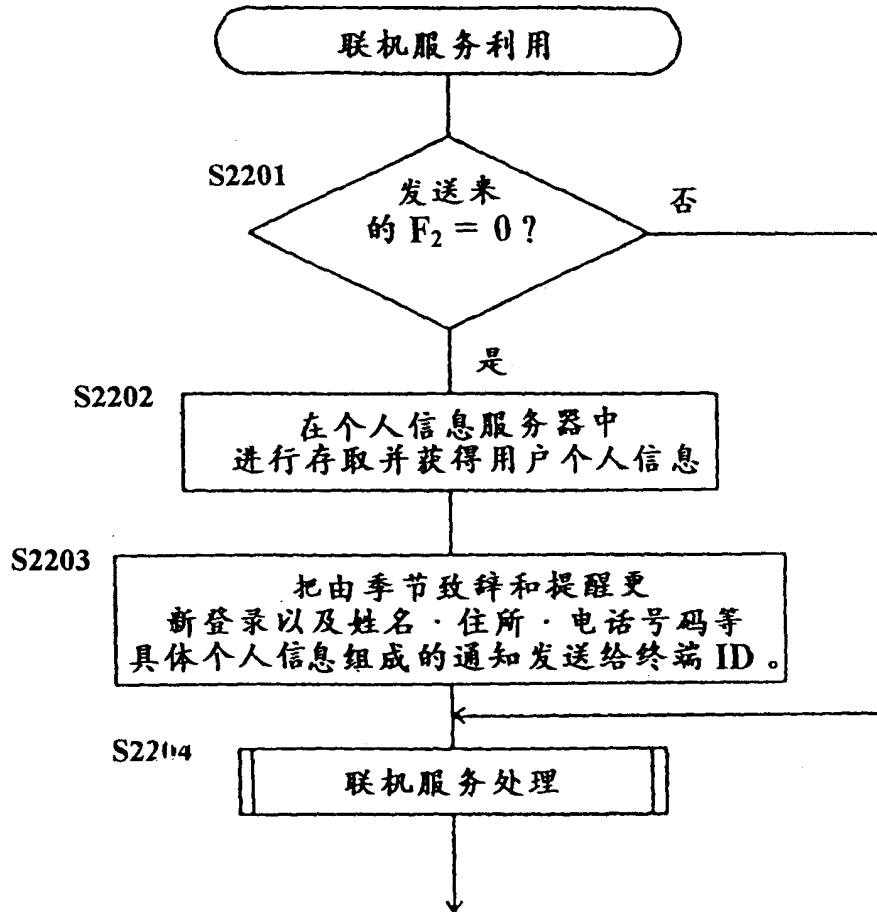 联机服务利用
S2201
发送来
的 F₂ = 0?
否
是
S2202
在个人信息服务器中
进行存取并获得用户个人信息
S2203
把由季节致辞和提醒更
新登录以及姓名·住所·电话号码等
具体个人信息组成的通知发送给终端 ID。
S2204
联机服务处理